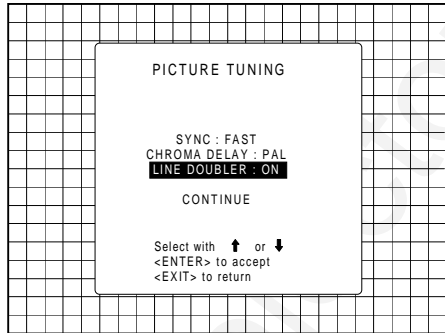 PICTURE TUNING
SYNC : FAST
CHROMA DELAY : PAL
LINE DOUBLER : ON
CONTINUE
Select with ↑ or ↓
<ENTER> to accept
<EXIT> to return